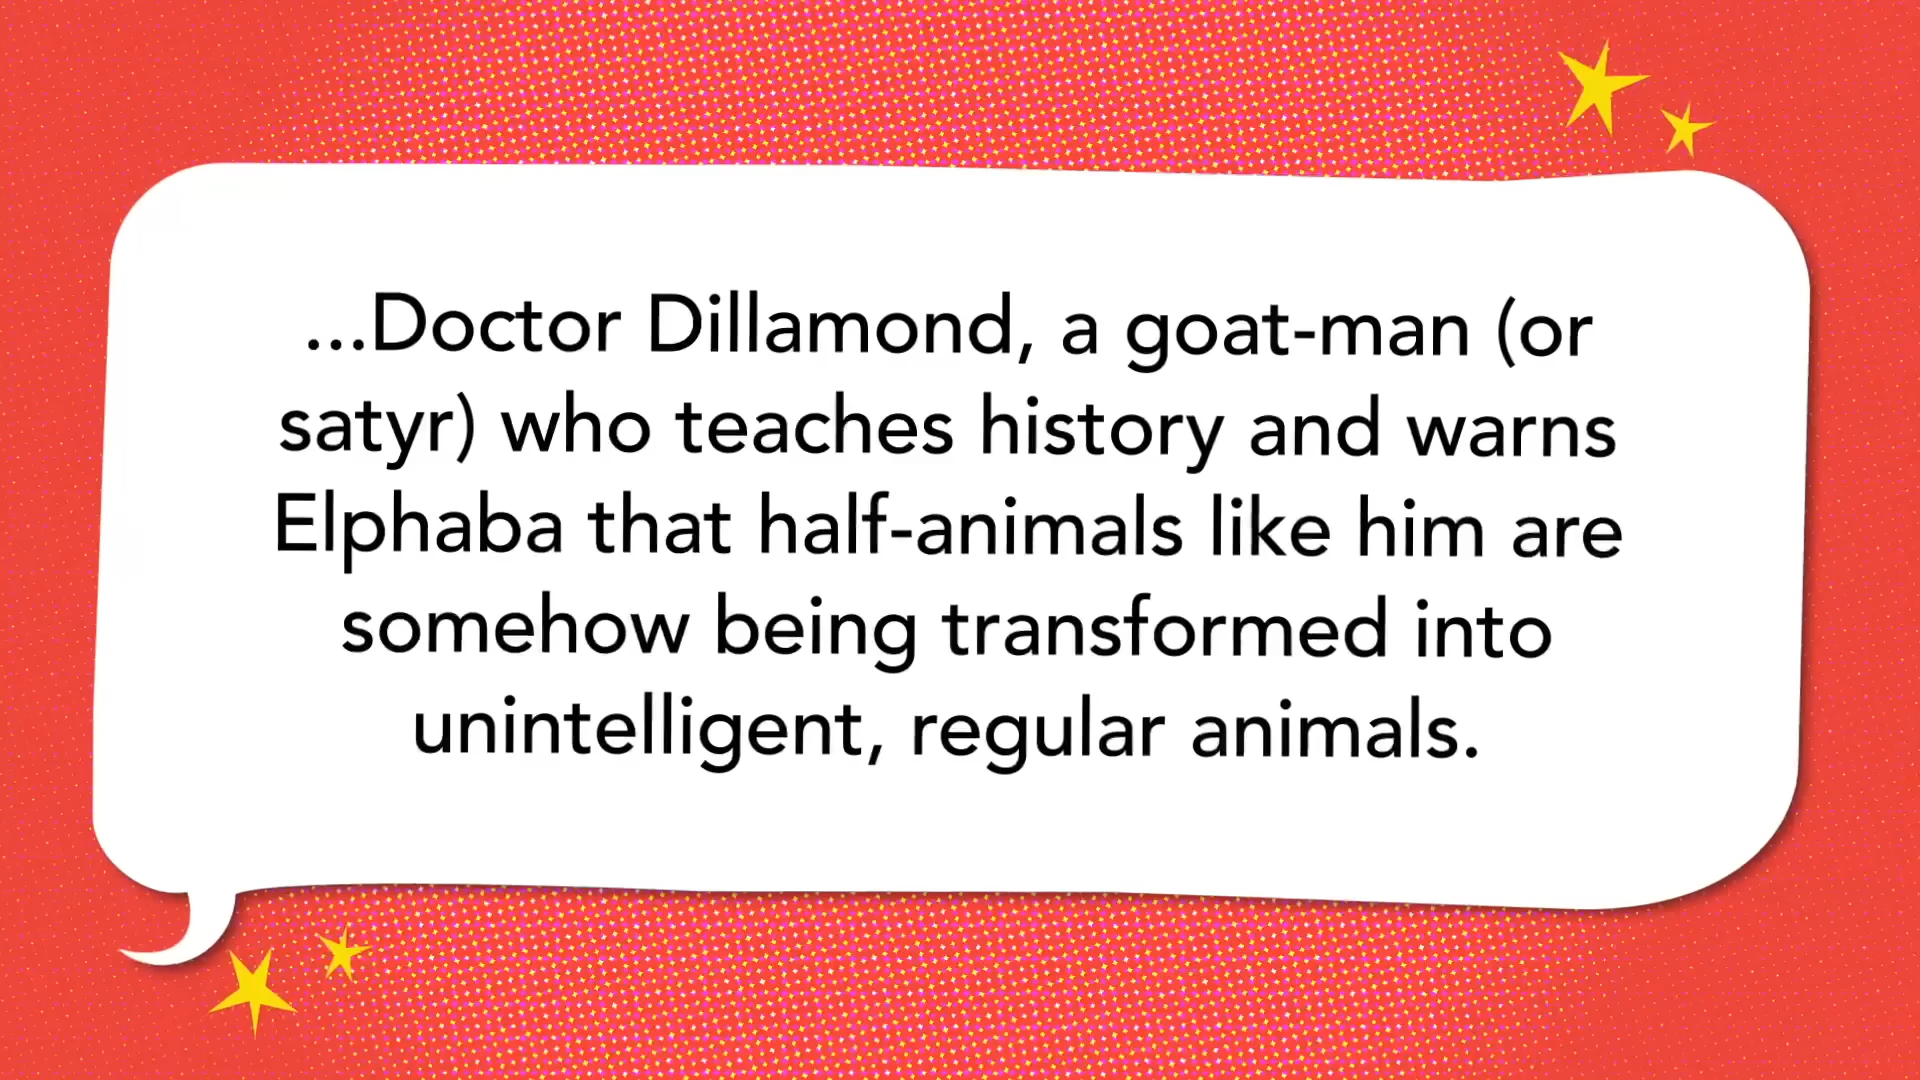 ...Doctor Dillamond, a goat-man (or
satyr) who teaches history and warns
Elphaba that half-animals like him are
somehow being transformed into
unintelligent, regular animals.